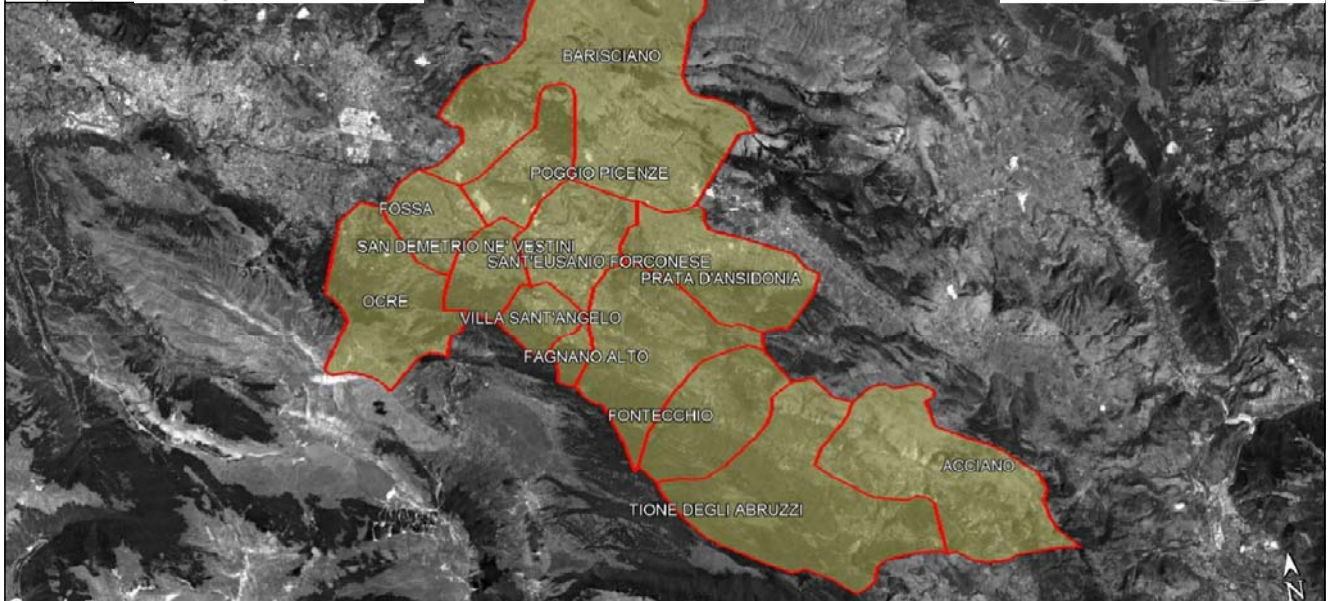 BARISCIANO
POGGIO PICENZE
FOSSA
SAN DEMETRIO NE' VESTINI
SANT'EUSANIO FORCONESE
PRATA D'ANSIDONIA
OCRE
VILLA SANT'ANGELO
FAGNANO ALTO
FONTECCHIO
ACCIANO
TIONE DEGLI ABRUZZI
N